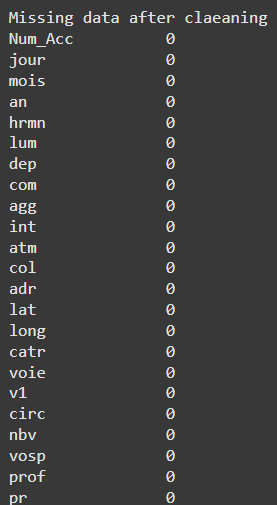 Missing data after claeaning
Num_Acc 0
jour 0
mois 0
an 0
hrmn 0
lum 0
dep 0
com 0
agg 0
int 0
atm 0
col 0
adr 0
lat 0
long 0
catr 0
voie 0
v1 0
circ 0
nbv 0
vosp 0
prof 0
pr 0